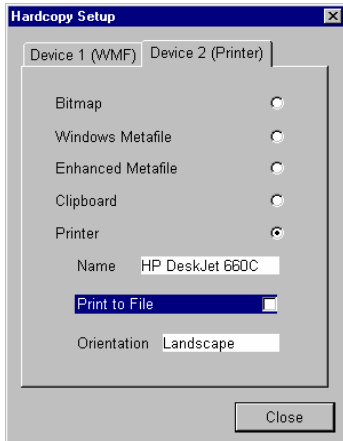 Hardcopy Setup
Device 1 (WMF) Device 2 (Printer)
Bitmap
Windows Metafile
Enhanced Metafile
Clipboard
Printer
Name HP DeskJet 660C
Print to File
Orientation Landscape
Close